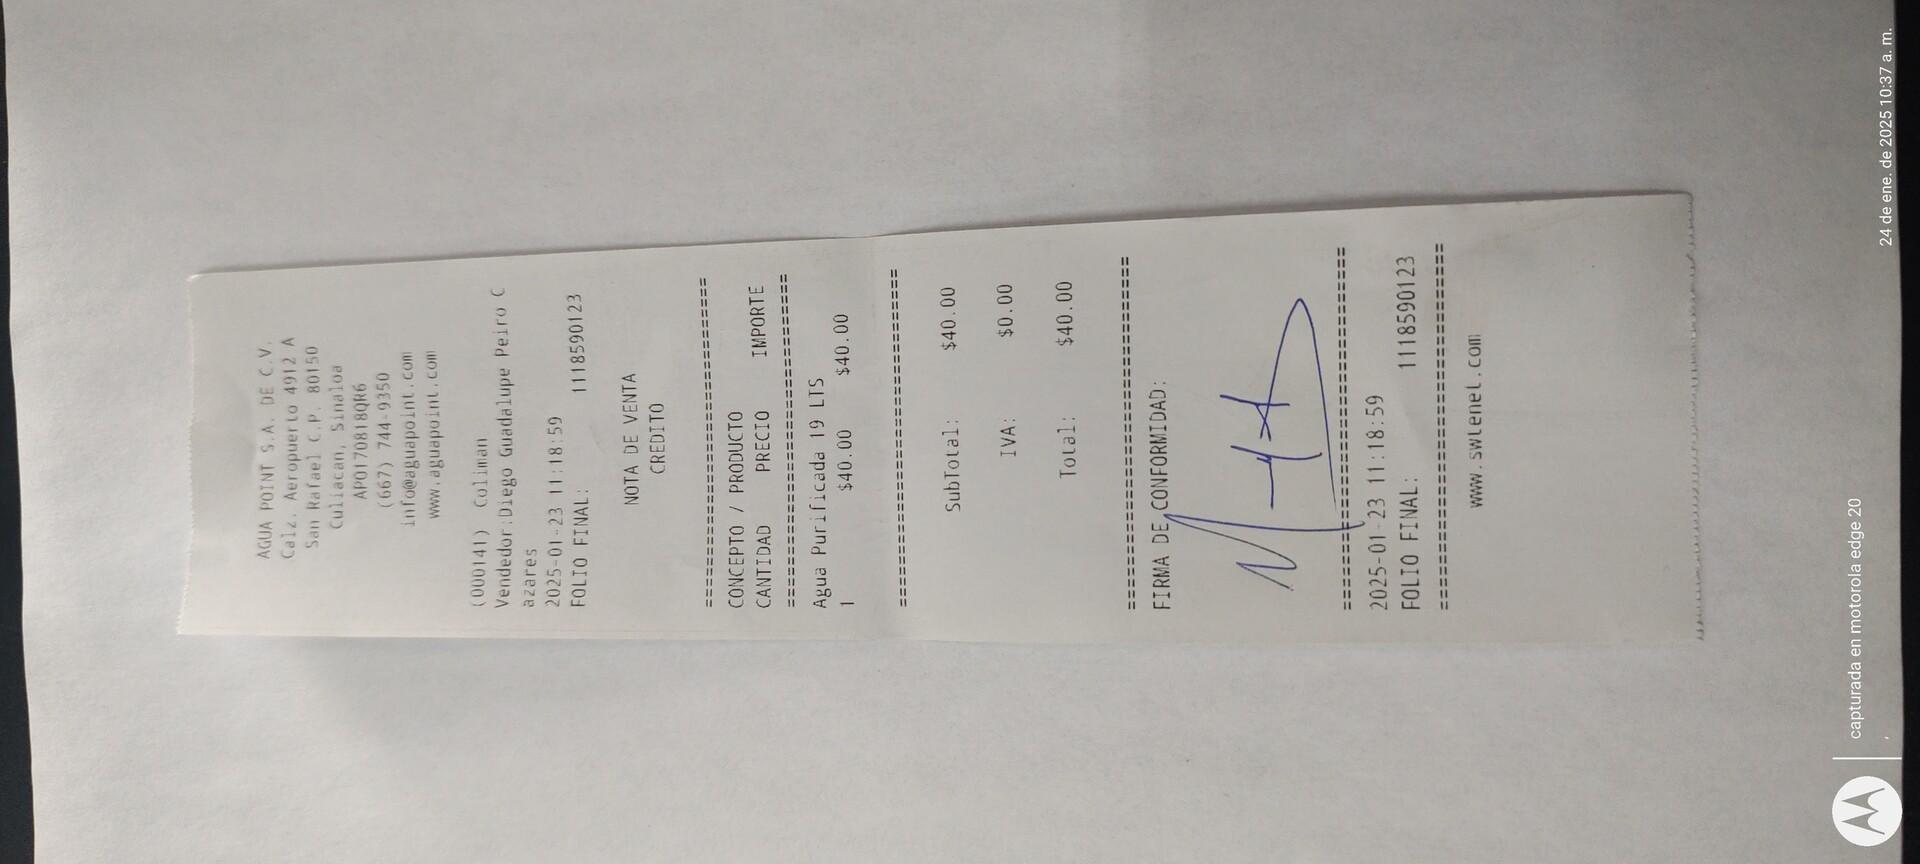 AGUA POINT S.A. DE C.V.
Calz. Aeropuerto 4912 A
San Rafael C.P. 80150
Culiacan, Sinaloa
APO170818QR6
(667) 744-9350
info@aguapoint.com
www.aguapoint.com
(000141) Coliman
Vendedor:Diego Guadalupe Peiro C
azares
2025-01-23 11:18:59
FOLIO FINAL: 1118590123
NOTA DE VENTA
CREDITO
================================
CONCEPTO / PRODUCTO
CANTIDAD PRECIO IMPORTE
================================
Agua Purificada 19 LTS
1 $40.00 $40.00
================================
SubTotal: $40.00
IVA: $0.00
Total: $40.00
================================
FIRMA DE CONFORMIDAD:
================================
2025-01-23 11:18:59
FOLIO FINAL: 1118590123
================================
www.swtenet.com
capturada en motorola edge 20
24 de ene. de 2025 10:37 a. m.